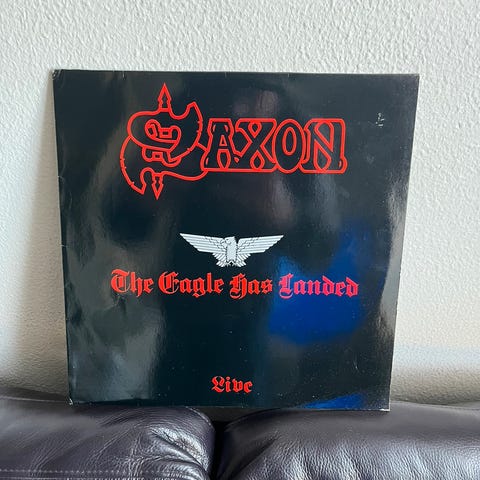 SAXON
The Eagle Has Landed
Live